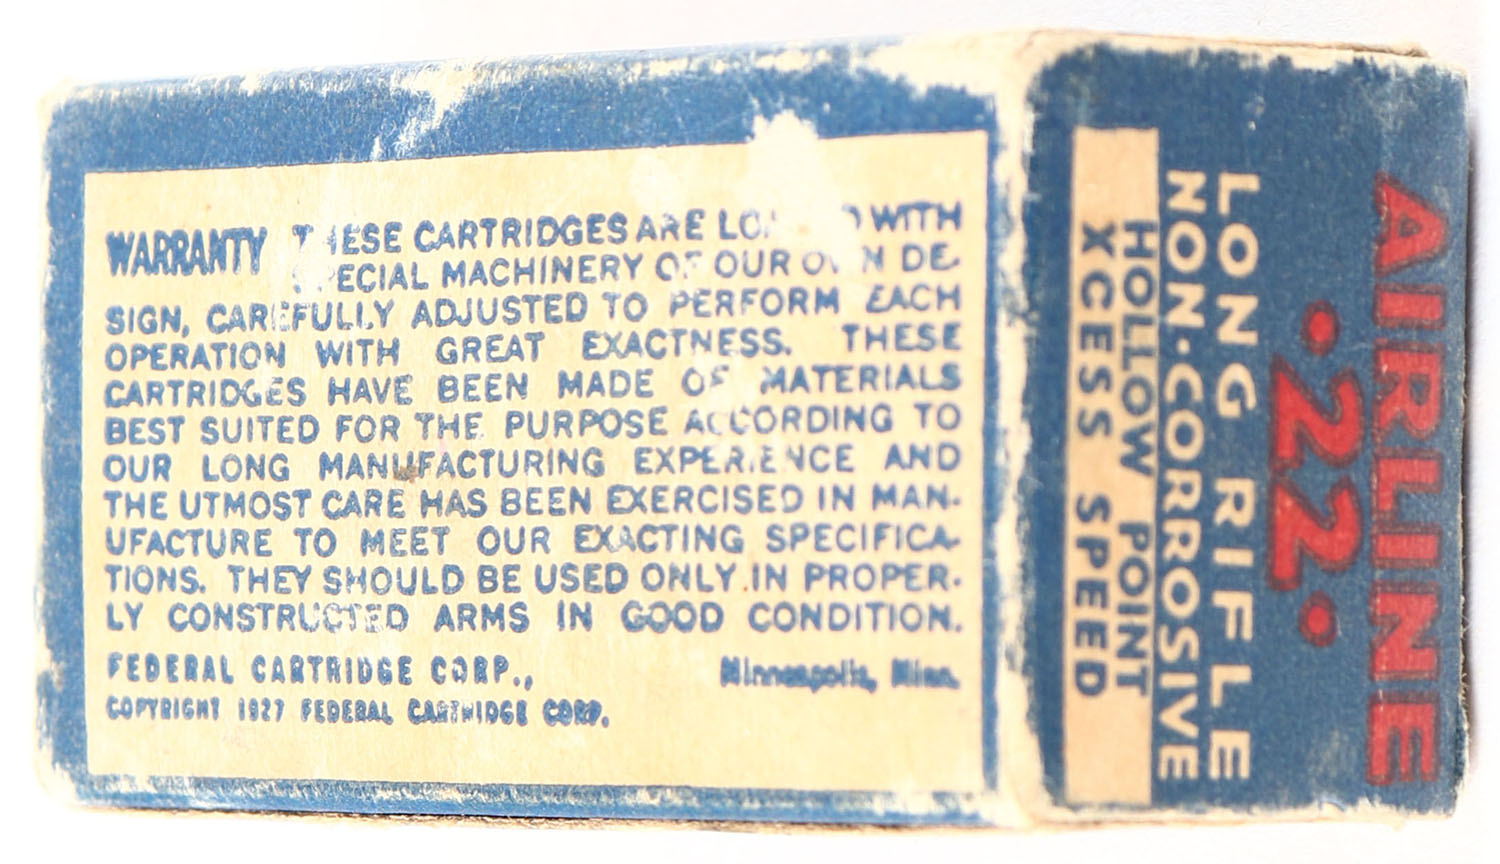 WARRANTY THESE CARTRIDGES ARE LOADED WITH
SPECIAL MACHINERY OF OUR OWN DE-
SIGN, CAREFULLY ADJUSTED TO PERFORM EACH
OPERATION WITH GREAT EXACTNESS. THESE
CARTRIDGES HAVE BEEN MADE OF MATERIALS
BEST SUITED FOR THE PURPOSE ACCORDING TO
OUR LONG MANUFACTURING EXPERIENCE AND
THE UTMOST CARE HAS BEEN EXERCISED IN MAN-
UFACTURE TO MEET OUR EXACTING SPECIFICA-
TIONS. THEY SHOULD BE USED ONLY IN PROPER-
LY CONSTRUCTED ARMS IN GOOD CONDITION.
FEDERAL CARTRIDGE CORP., Minneapolis, Minn.
COPYRIGHT 1927 FEDERAL CARTRIDGE CORP.
AIRLINE
.22.
LONG RIFLE
NON-CORROSIVE
HOLLOW POINT
XCESS SPEED